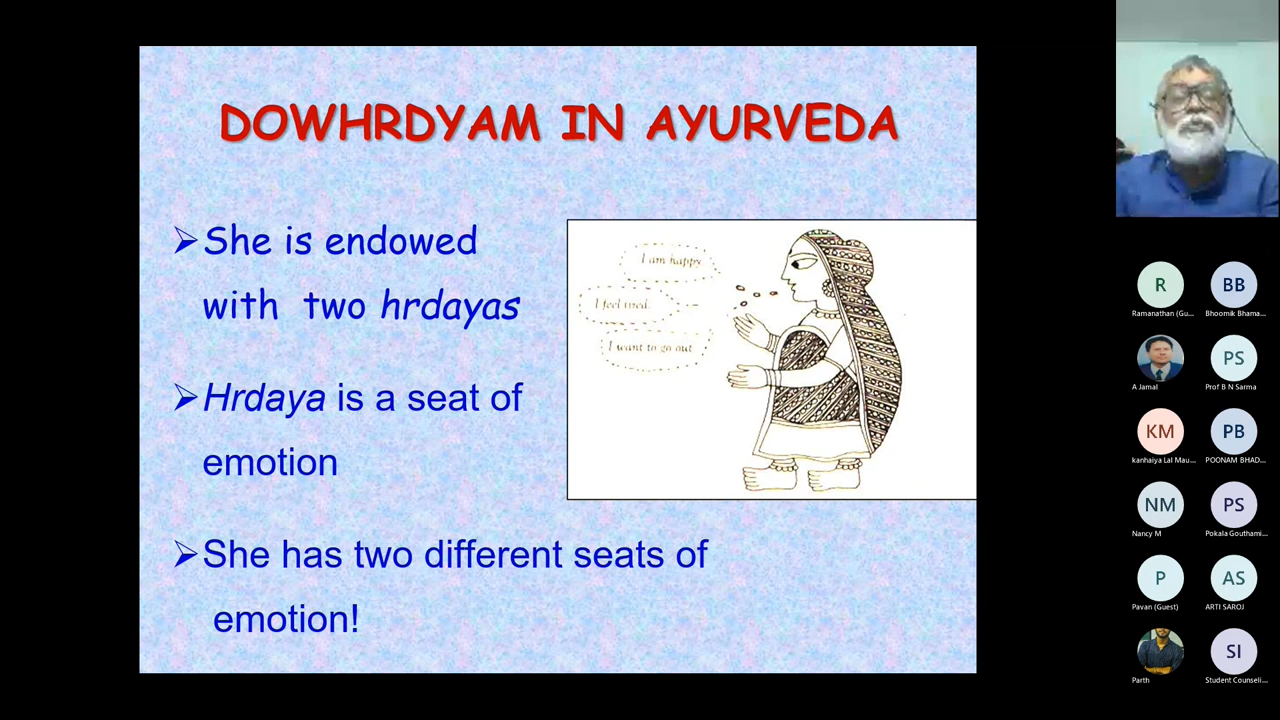 DOWHRDYAM IN AYURVEDA
➢She is endowed
with two hrdayas
➢Hrdaya is a seat of
emotion
➢She has two different seats of
emotion!
I am happy
I feel tired.
I want to go out
R
BB
Ramanathan (Gu...
Bhoomik Bhama...
PS
A Jamal
Prof B N Sarma
KM
PB
kanhaiya Lal Mau...
POONAM BHAD...
NM
PS
Nancy M
Pokala Gouthami...
P
AS
Pavan (Guest)
ARTI SAROJ
SI
Parth
Student Counseli...